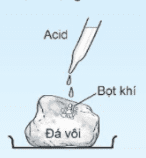 Acid
Bọt khí
Đá vôi